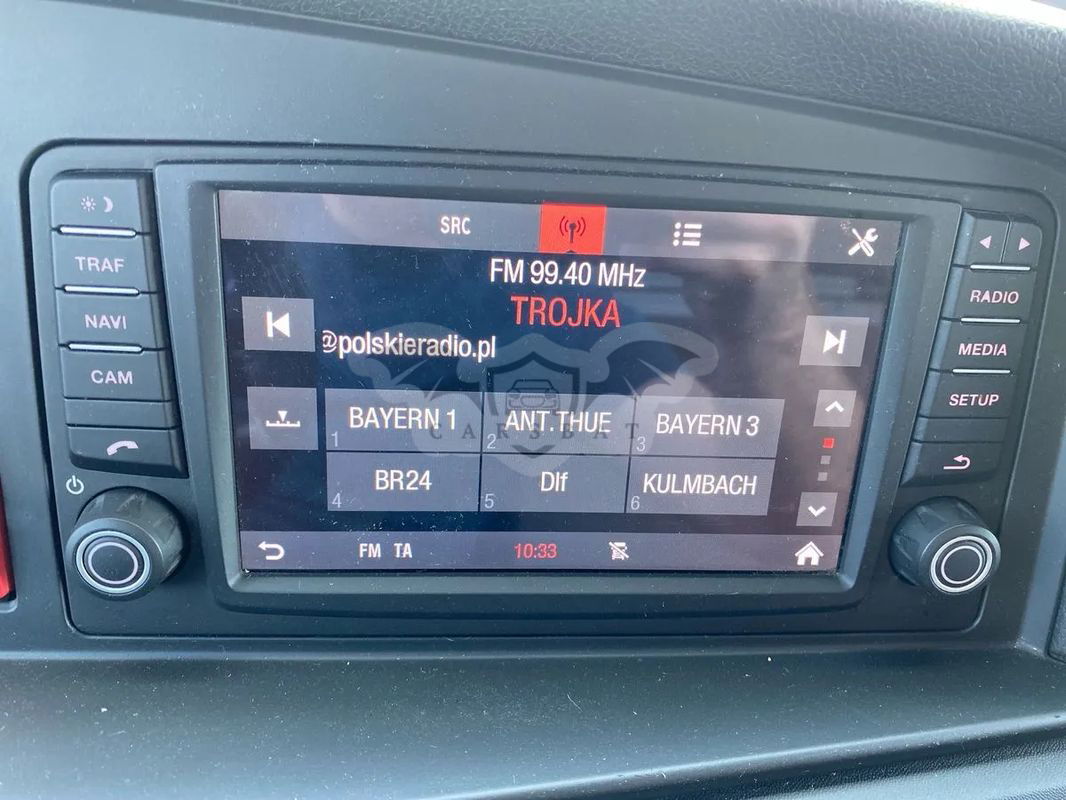 SRC
FM 99.40 MHz
TROJKA
@polskieradio.pl
1 BAYERN 1
2 ANT.THUE
3 BAYERN 3
4 BR24
5 Dlf
6 KULMBACH
FM TA 10:33
TRAF
NAVI
CAM
RADIO
MEDIA
SETUP
CARSBAT